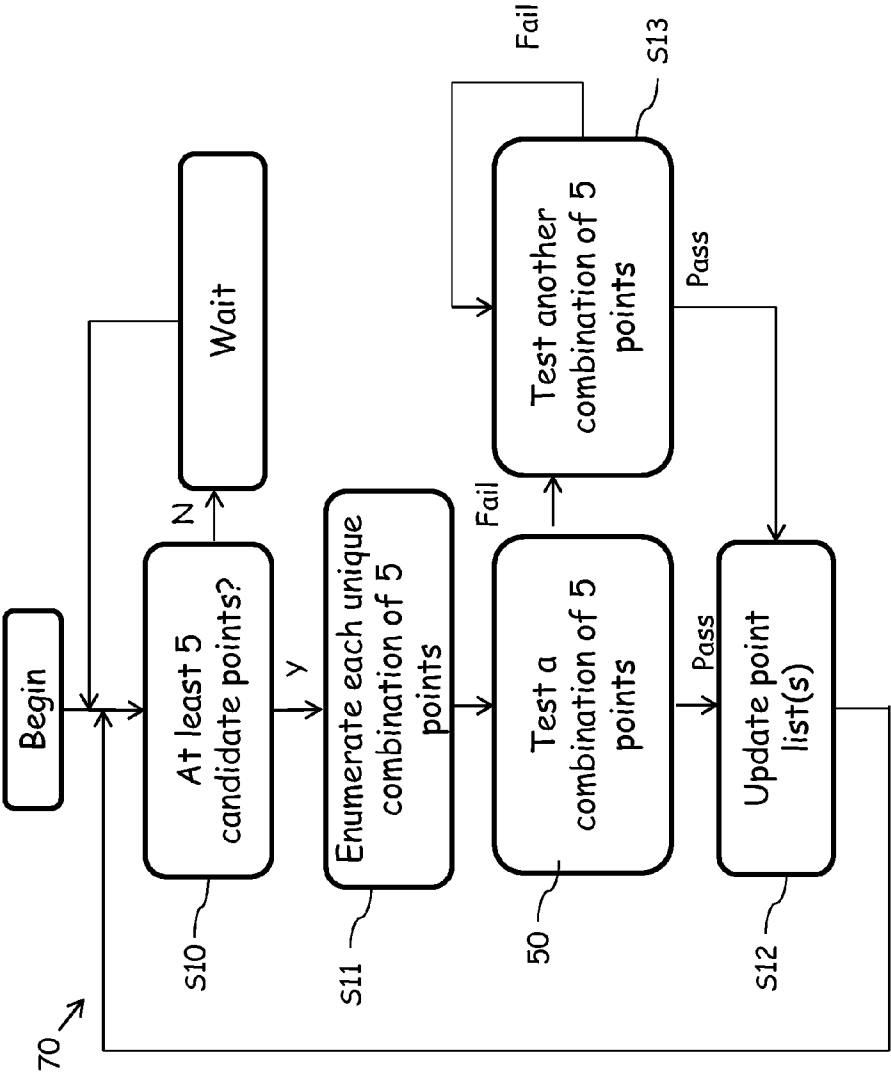 70
Begin
At least 5
candidate points?
S10
N
Wait
Y
Enumerate each unique
combination of 5
points
S11
Test a
combination of 5
points
50
Fail
Test another
combination of 5
points
S13
Fail
Pass
Pass
Update point
list(s)
S12